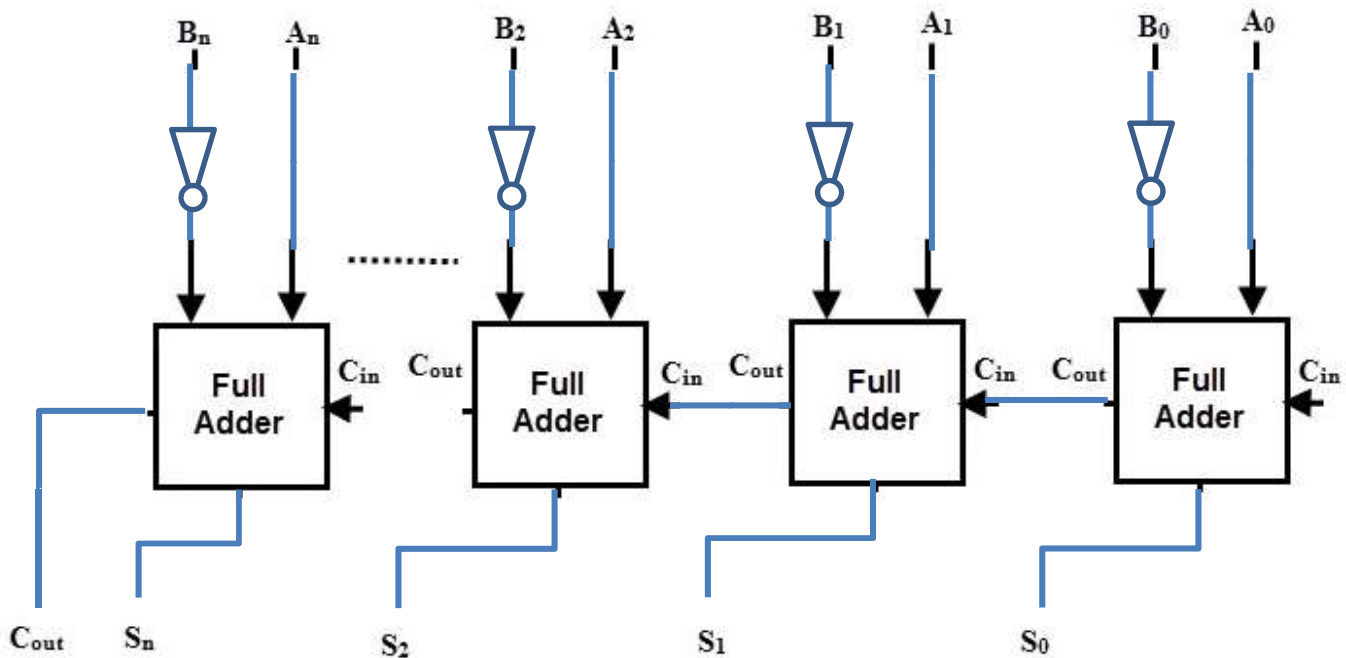 Bn An B2 A2 B1 A1 B0 A0
Cin Cout Cin Cout Cin Cout Cin
Full Full Full Full
Adder Adder Adder Adder
Cout Sn S2 S1 S0